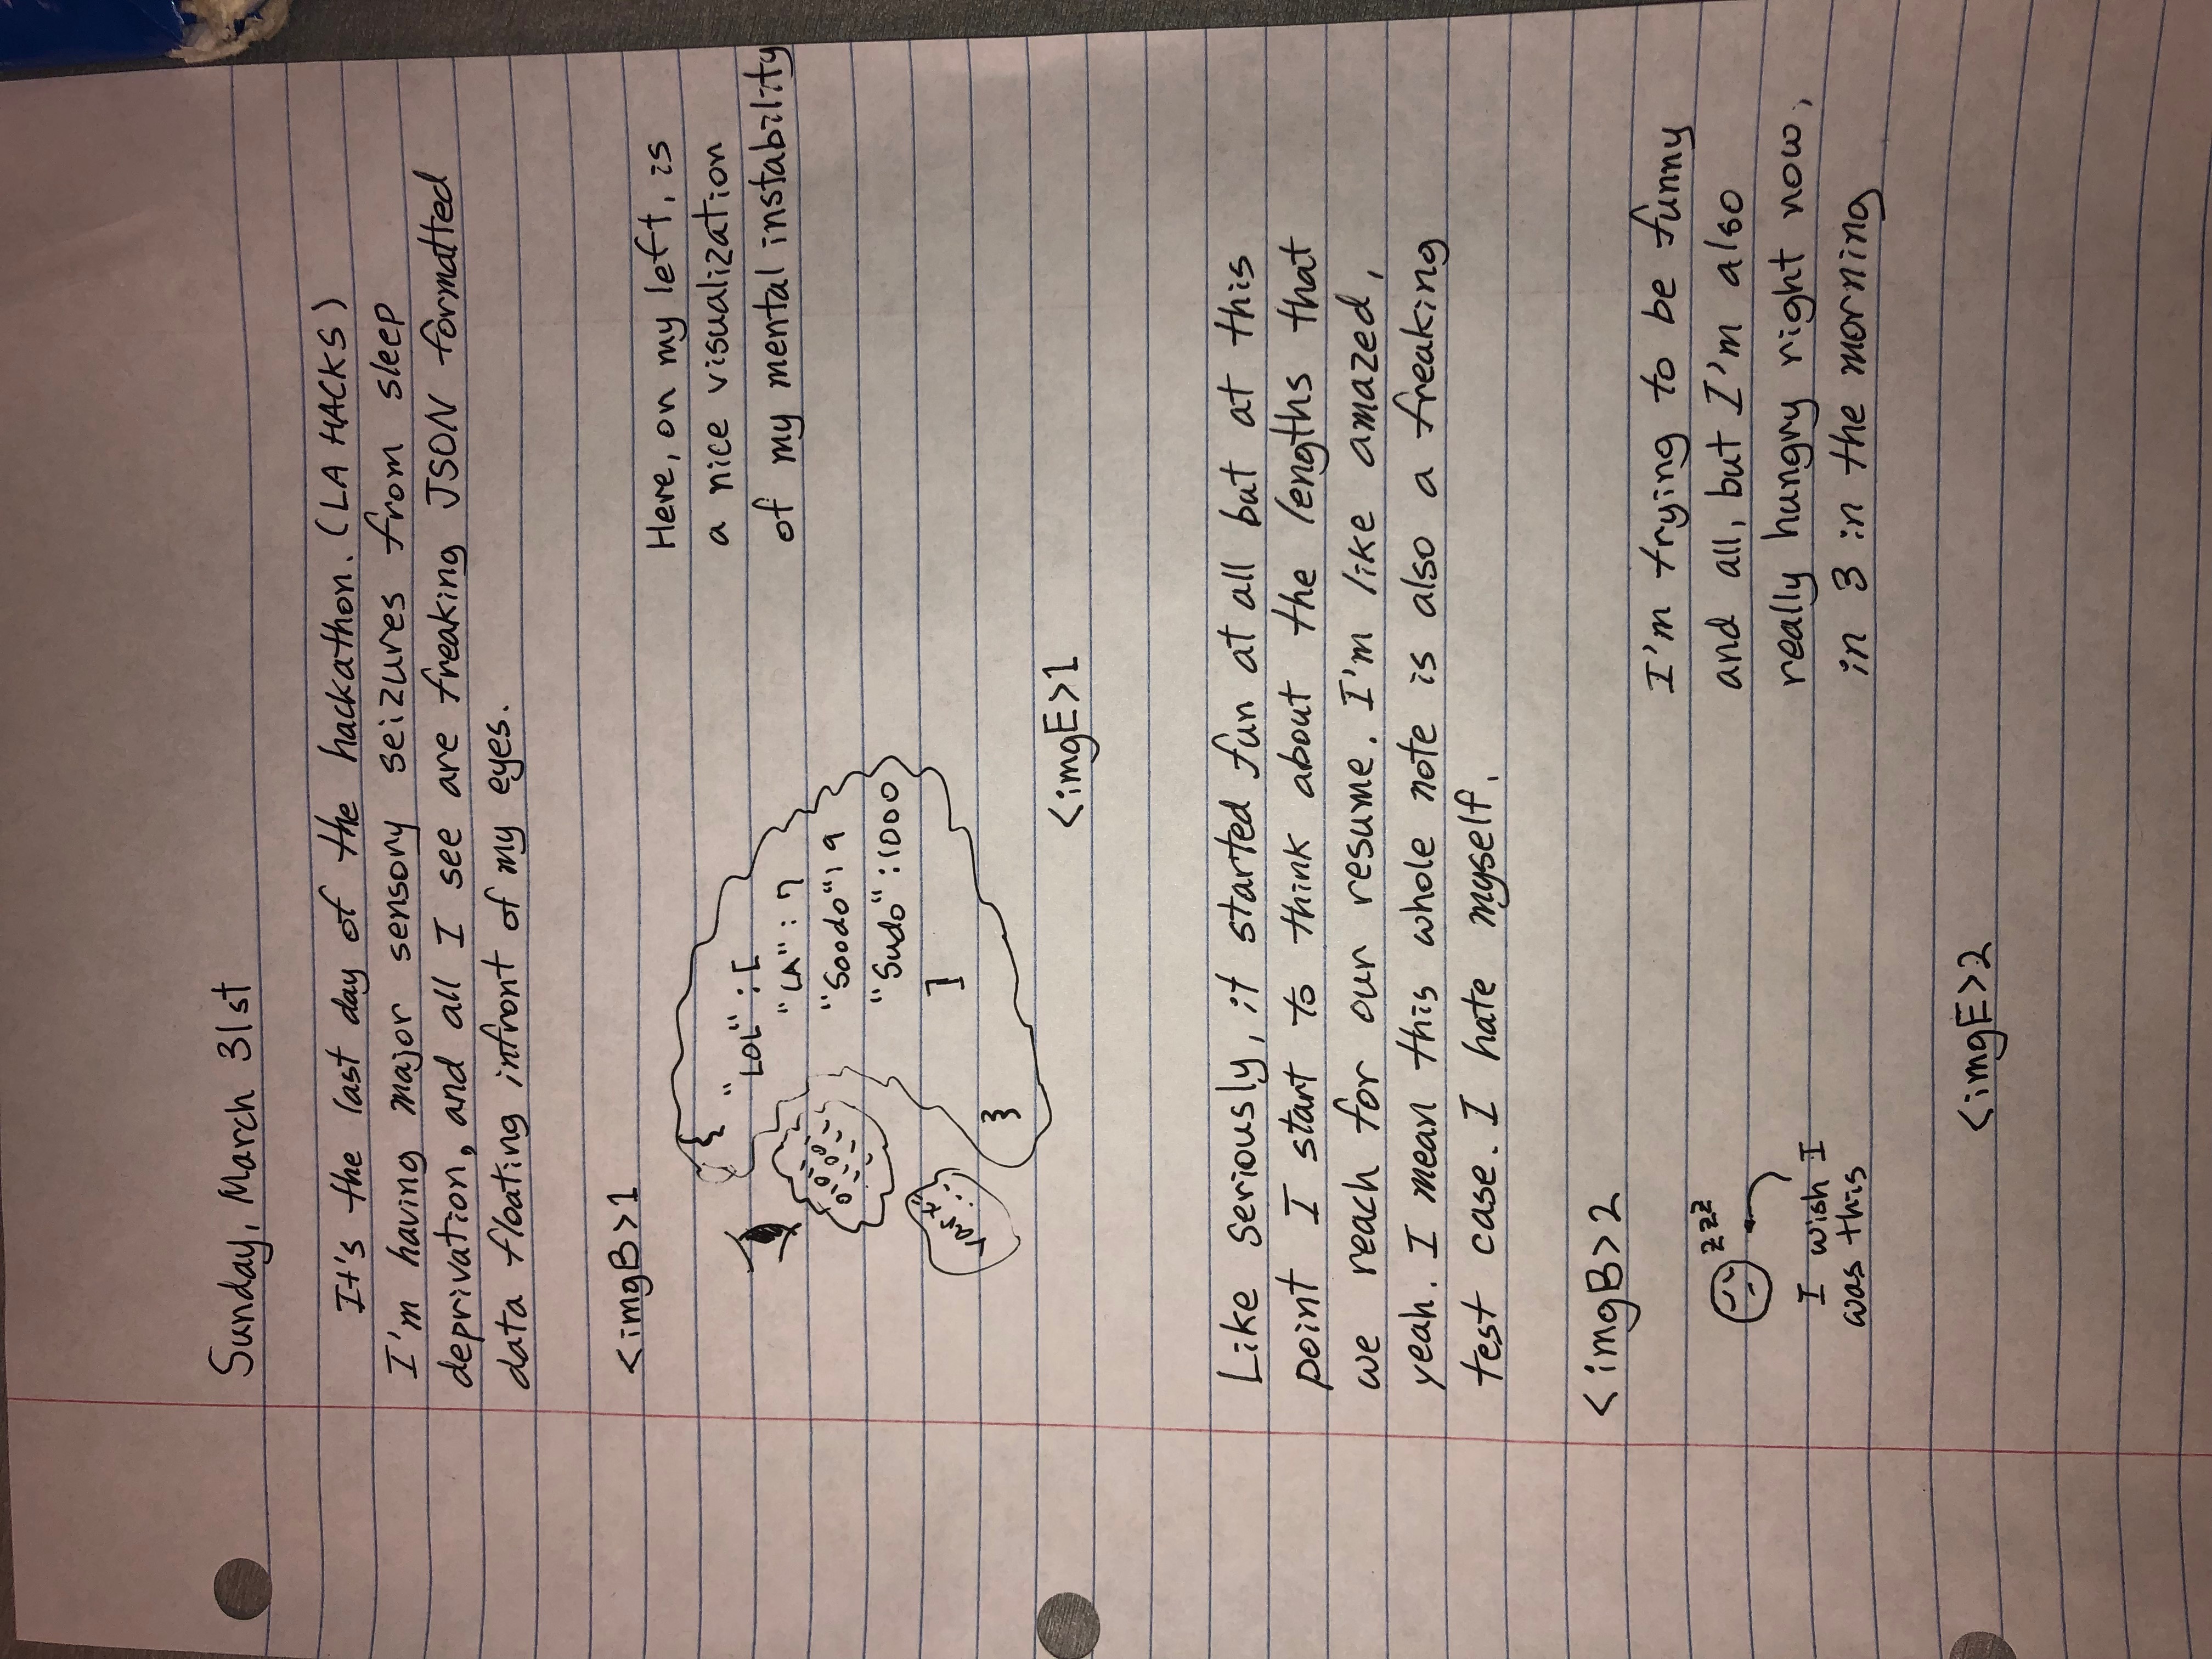 Sunday, March 31st
It's the last day of the hackathon. (LA HACKS)
I'm having major sensory seizures from sleep
deprivation, and all I see are freaking JSON formatted
data floating infront of my eyes.
<imgB>1
{
"LOL" : [
"LA" : 7
"Soodo" : 9
"Sudo" : 1000
]
}
01011
11001
11111
var x=
...
<imgE>1
Here, on my left, is
a nice visualization
of my mental instability
Like seriously, it started fun at all but at this
point I start to think about the lengths that
we reach for our resume. I'm like amazed,
yeah. I mean this whole note is also a freaking
test case. I hate myself.
<imgB>2
zzz
I wish I
was this
<imgE>2
I'm trying to be funny
and all, but I'm also
really hungry right now,
in 3 in the morning